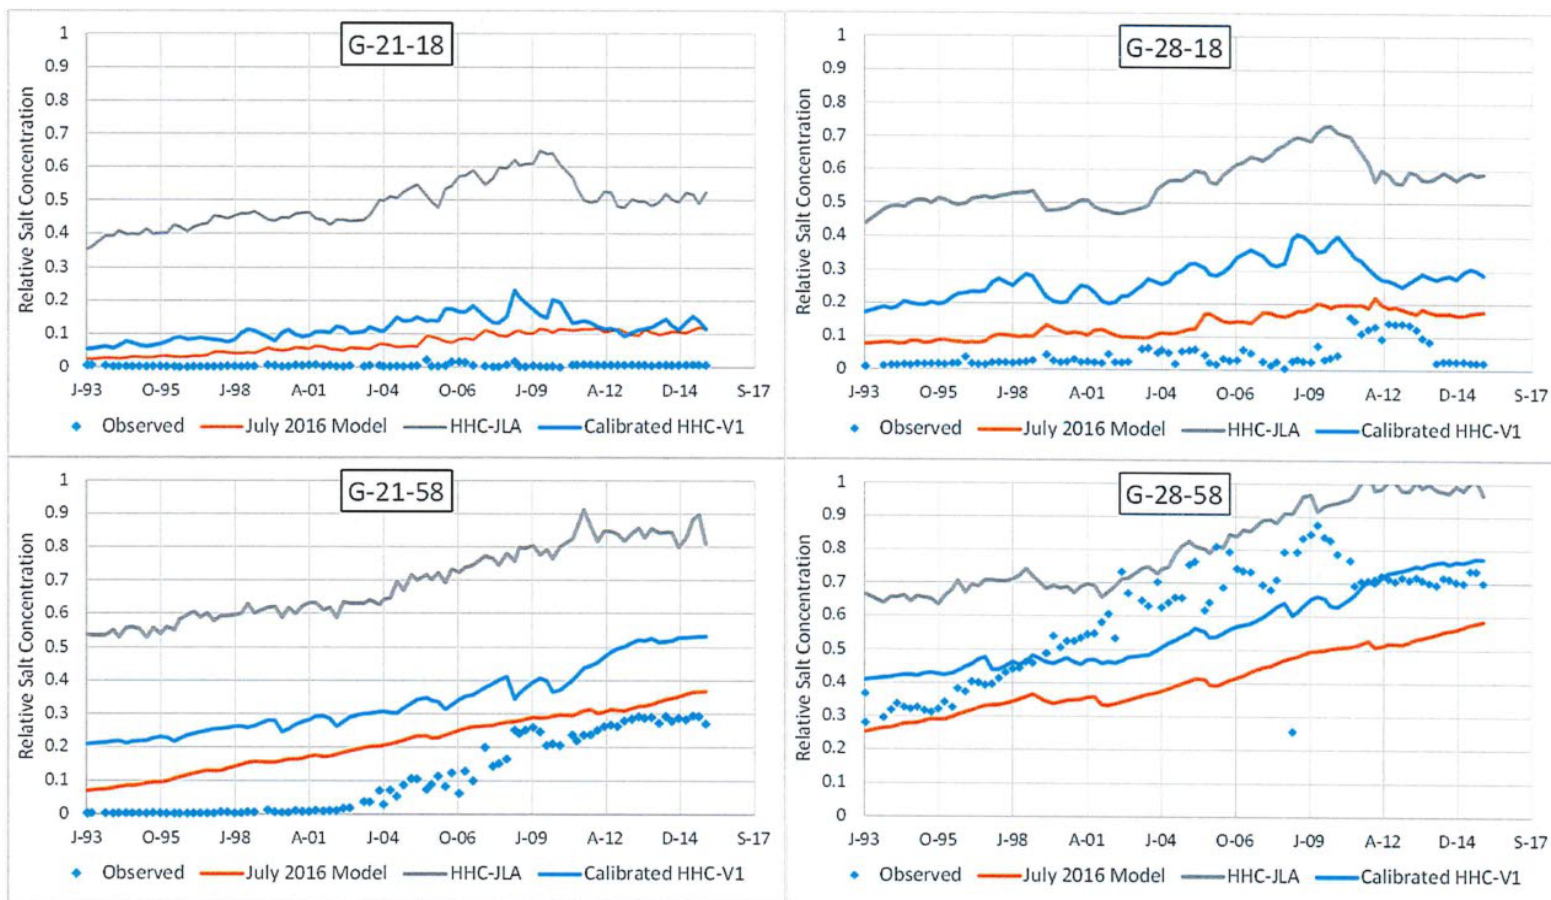 G-21-18
Relative Salt Concentration
1
0.9
0.8
0.7
0.6
0.5
0.4
0.3
0.2
0.1
0
J-93 O-95 J-98 A-01 J-04 O-06 J-09 A-12 D-14 S-17
Observed July 2016 Model HHC-JLA Calibrated HHC-V1
G-28-18
Relative Salt Concentration
1
0.9
0.8
0.7
0.6
0.5
0.4
0.3
0.2
0.1
0
J-93 O-95 J-98 A-01 J-04 O-06 J-09 A-12 D-14 S-17
Observed July 2016 Model HHC-JLA Calibrated HHC-V1
G-21-58
Relative Salt Concentration
1
0.9
0.8
0.7
0.6
0.5
0.4
0.3
0.2
0.1
0
J-93 O-95 J-98 A-01 J-04 O-06 J-09 A-12 D-14 S-17
Observed July 2016 Model HHC-JLA Calibrated HHC-V1
G-28-58
Relative Salt Concentration
1
0.9
0.8
0.7
0.6
0.5
0.4
0.3
0.2
0.1
0
J-93 O-95 J-98 A-01 J-04 O-06 J-09 A-12 D-14 S-17
Observed July 2016 Model HHC-JLA Calibrated HHC-V1